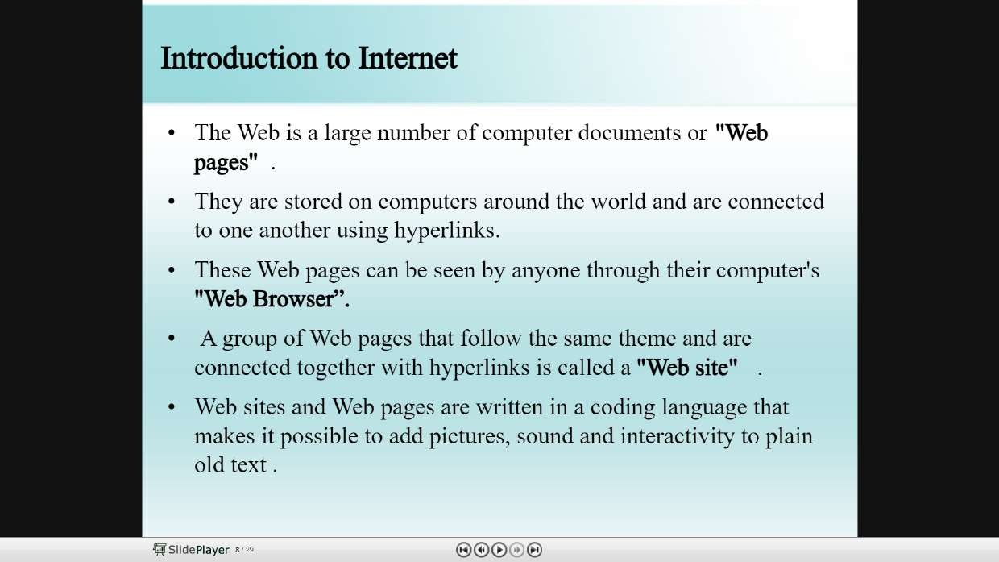 Introduction to Internet
• The Web is a large number of computer documents or "Web
pages" .
• They are stored on computers around the world and are connected
to one another using hyperlinks.
• These Web pages can be seen by anyone through their computer's
"Web Browser”.
• A group of Web pages that follow the same theme and are
connected together with hyperlinks is called a "Web site" .
• Web sites and Web pages are written in a coding language that
makes it possible to add pictures, sound and interactivity to plain
old text .
SlidePlayer 8 / 29